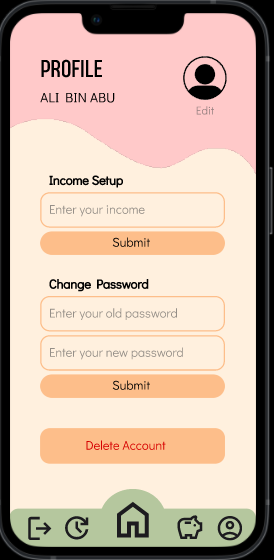 PROFILE
ALI BIN ABU
Edit
Income Setup
Enter your income
Submit
Change Password
Enter your old password
Enter your new password
Submit
Delete Account